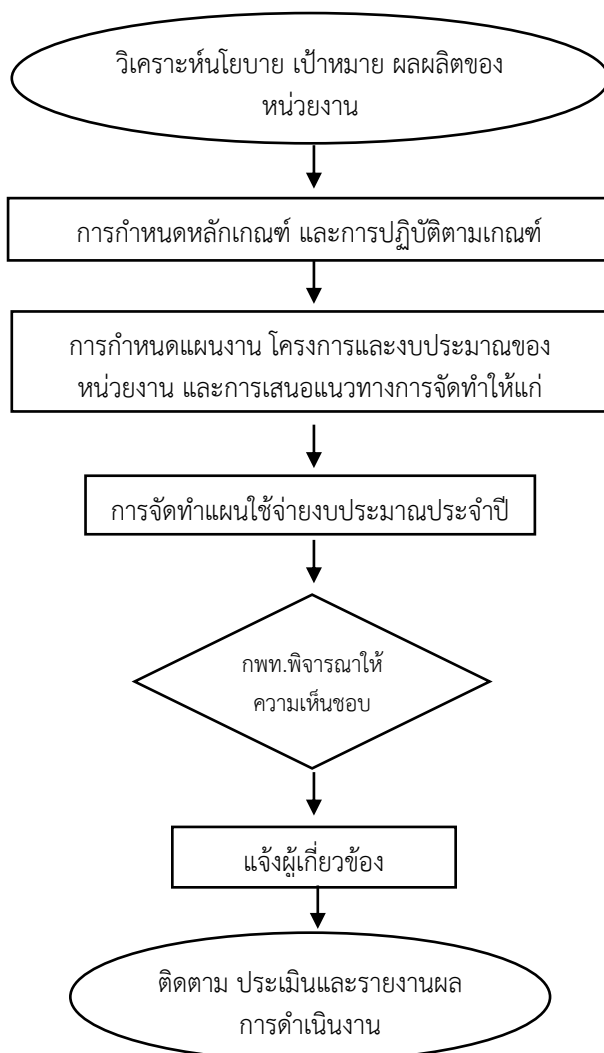 วิเคราะห์นโยบาย เป้าหมาย ผลผลิตของ
หน่วยงาน
การกำหนดหลักเกณฑ์ และการปฏิบัติตามเกณฑ์
การกำหนดแผนงาน โครงการและงบประมาณของ
หน่วยงาน และการเสนอแนวทางการจัดทำให้แก่
การจัดทำแผนใช้จ่ายงบประมาณประจำปี
กพท.พิจารณาให้
ความเห็นชอบ
แจ้งผู้เกี่ยวข้อง
ติดตาม ประเมินและรายงานผล
การดำเนินงาน